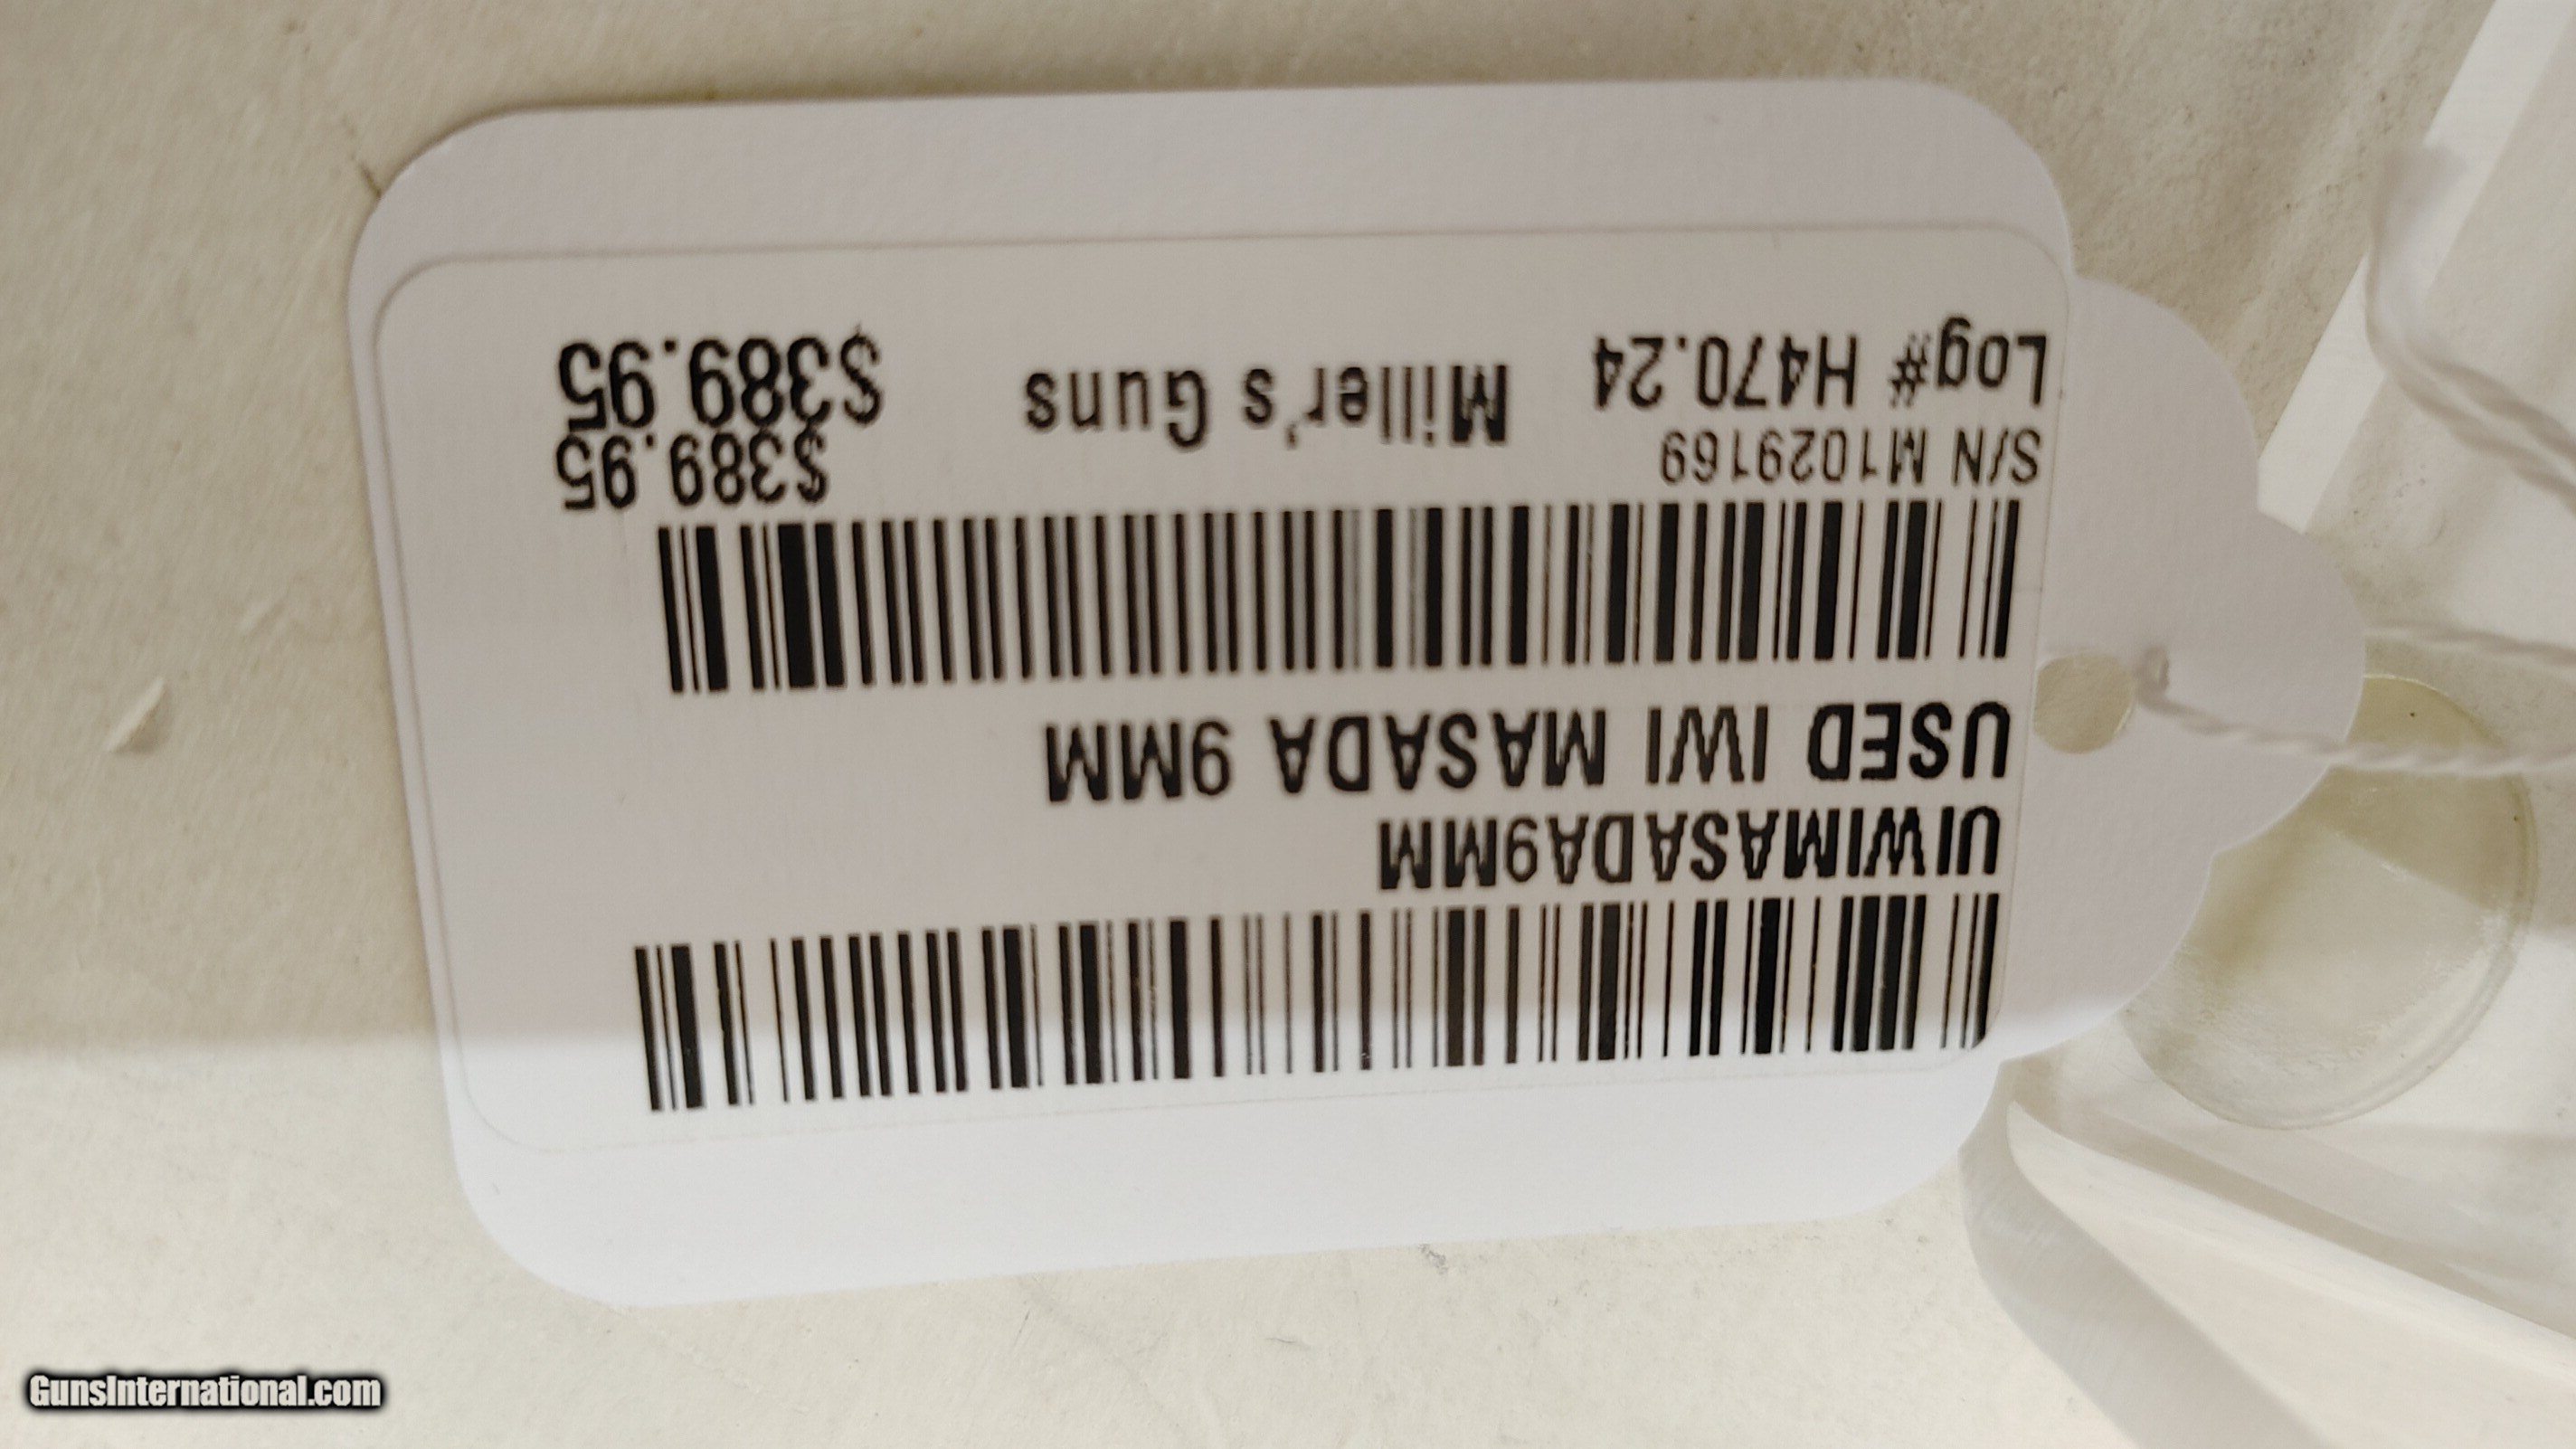 UIWIMASADA9MM
USED IWI MASADA 9MM
S/N M1029169 $389.95
Log# H470.24 Miller's Guns $389.95
GunsInternational.com